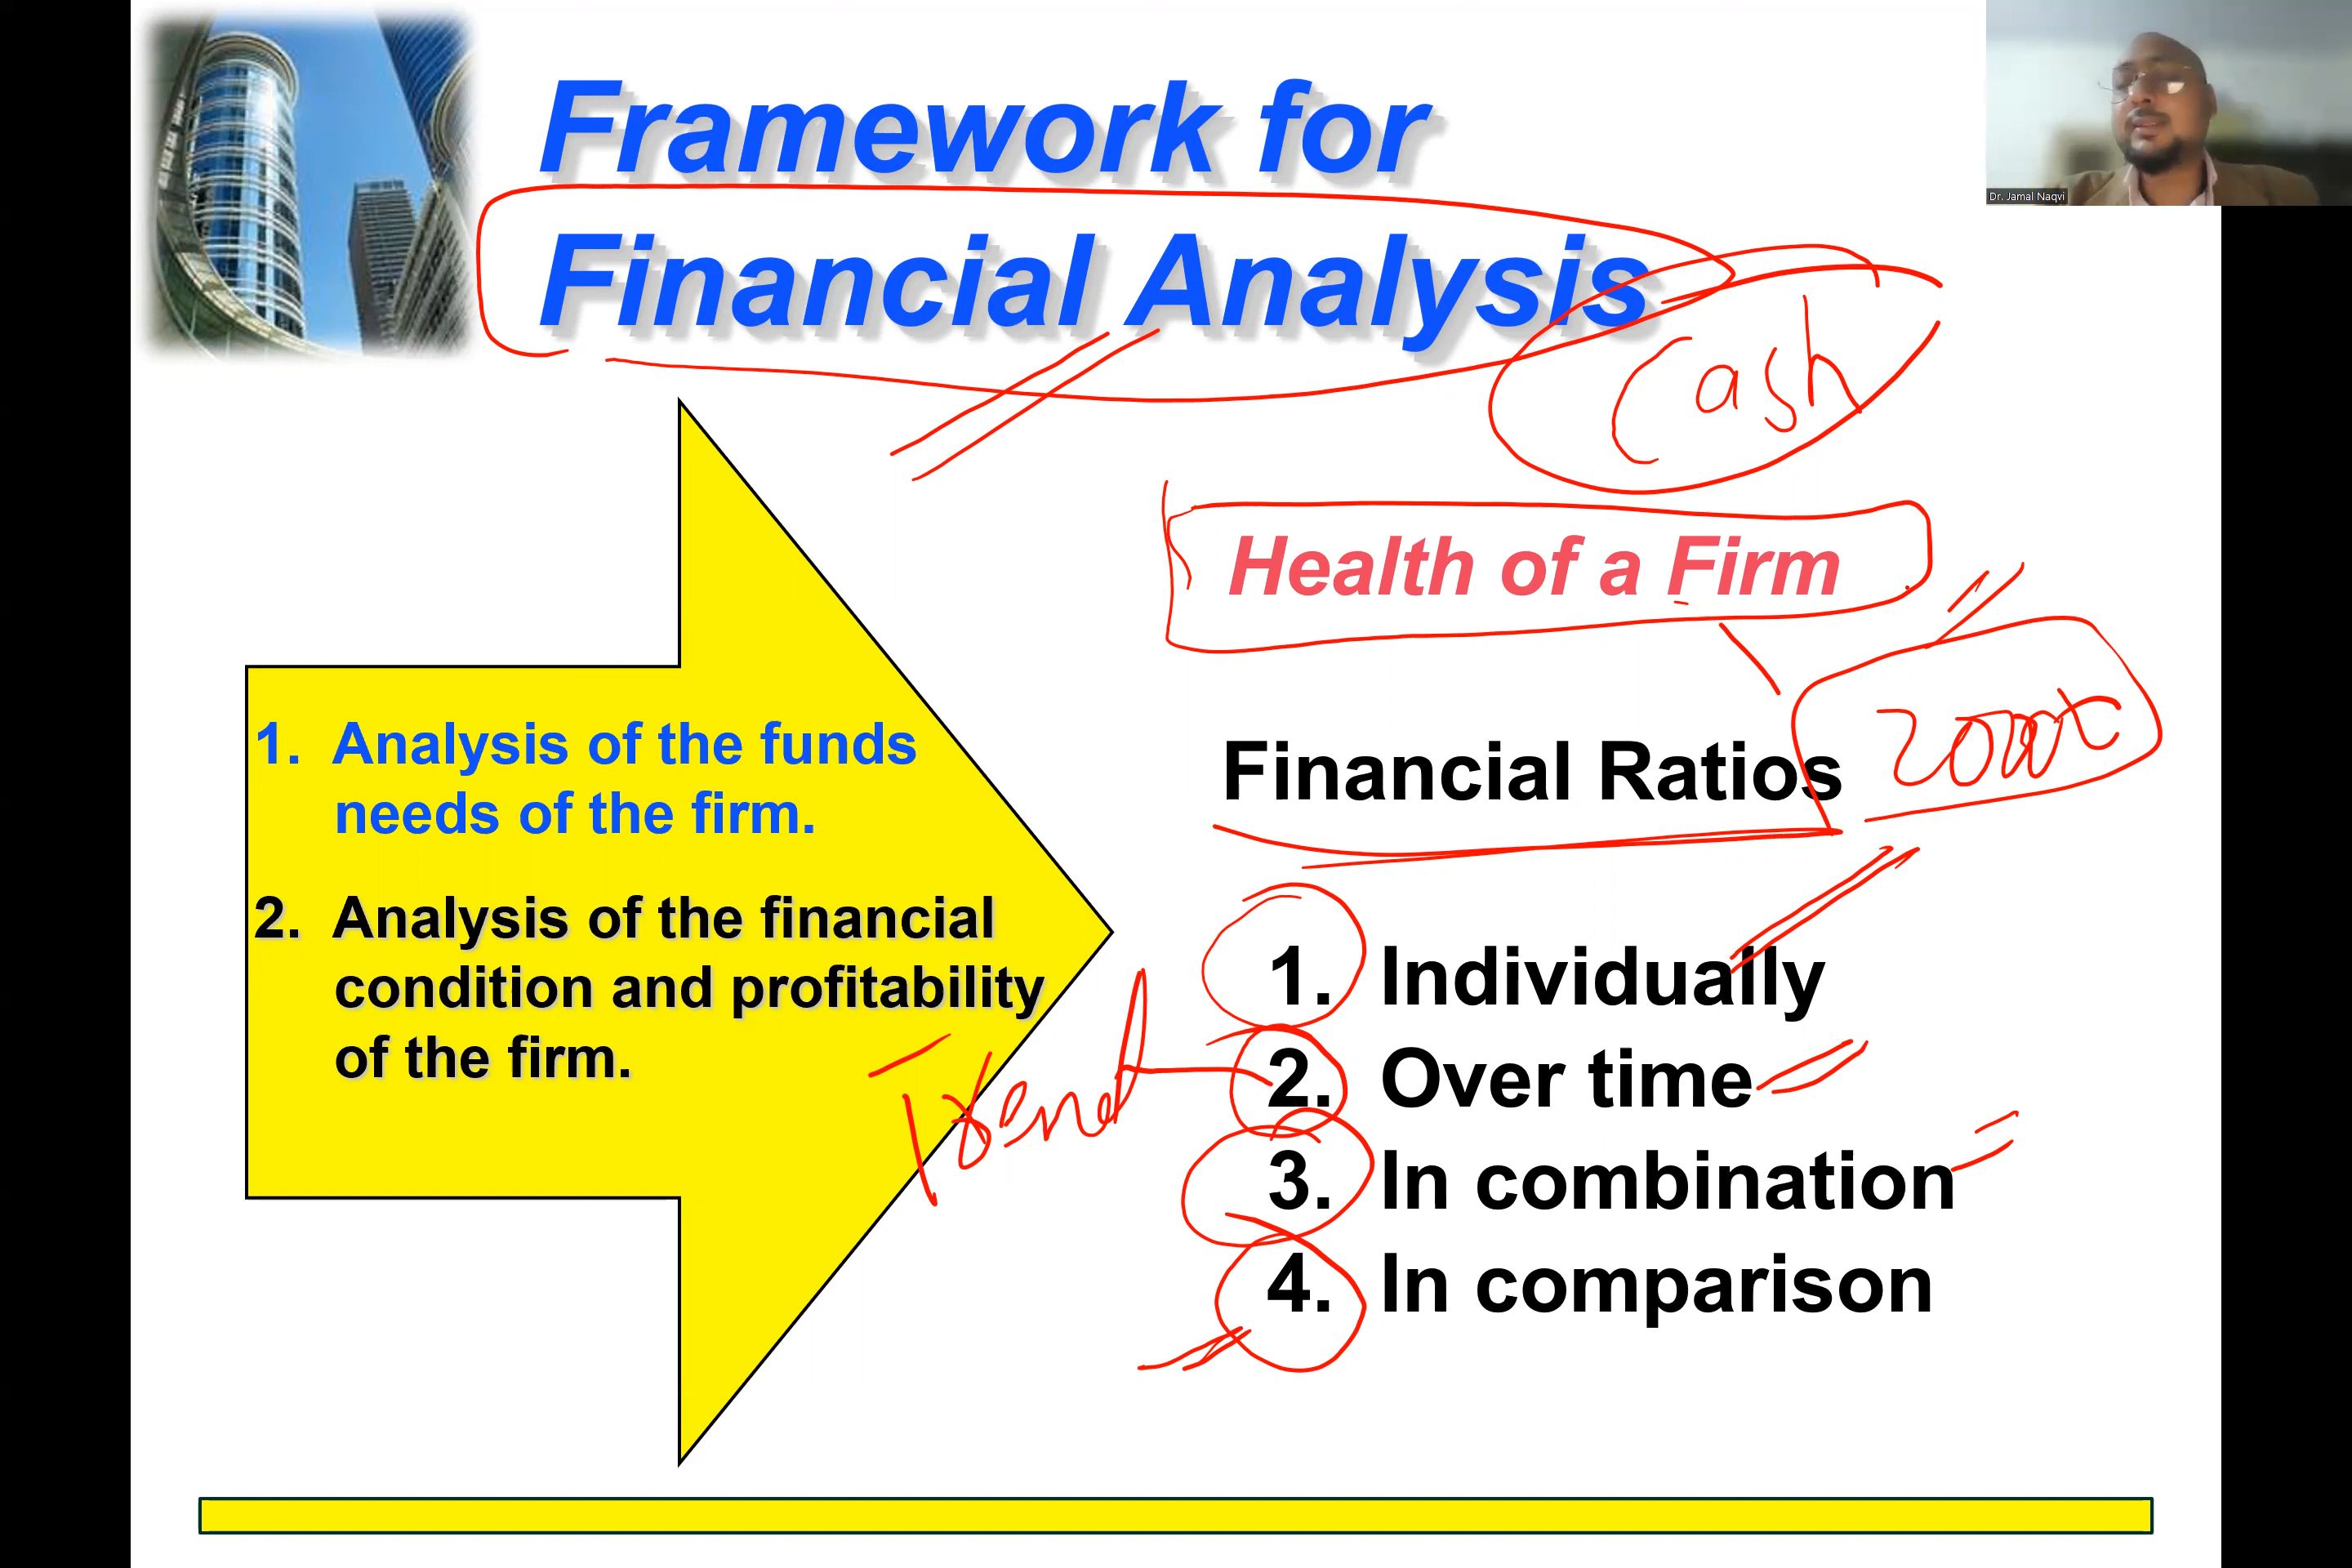 Framework for
Financial Analysis
Dr. Jamal Naqvi
Cash
Health of a Firm
1. Analysis of the funds
needs of the firm.
2. Analysis of the financial
condition and profitability
of the firm.
Trend
Financial Ratios
1. Individually
2. Over time
3. In combination
4. In comparison